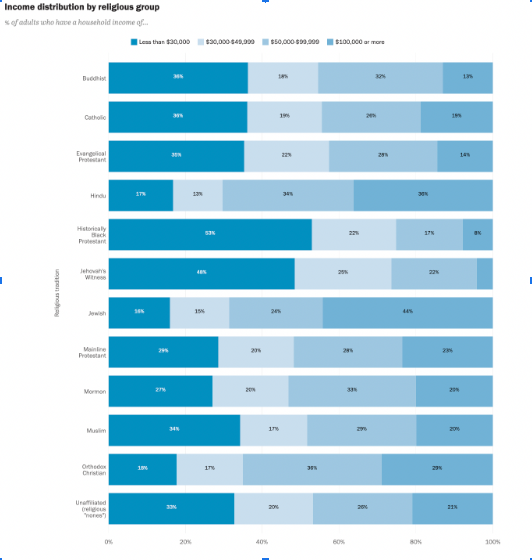 Income distribution by religious group
% of adults who have a household income of...
Less than $30,000 $30,000-$49,999 $50,000-$99,999 $100,000 or more
Religious tradition
Buddhist 36% 18% 32% 13%
Catholic 36% 19% 26% 19%
Evangelical
Protestant 35% 22% 28% 14%
Hindu 17% 13% 34% 36%
Historically
Black
Protestant 53% 22% 17% 8%
Jehovah's
Witness 48% 25% 22%
Jewish 16% 15% 24% 44%
Mainline
Protestant 29% 20% 28% 23%
Mormon 27% 20% 33% 20%
Muslim 34% 17% 29% 20%
Orthodox
Christian 18% 17% 36% 29%
Unaffiliated
(religious
"nones") 33% 20% 26% 21%
0% 20% 40% 60% 80% 100%